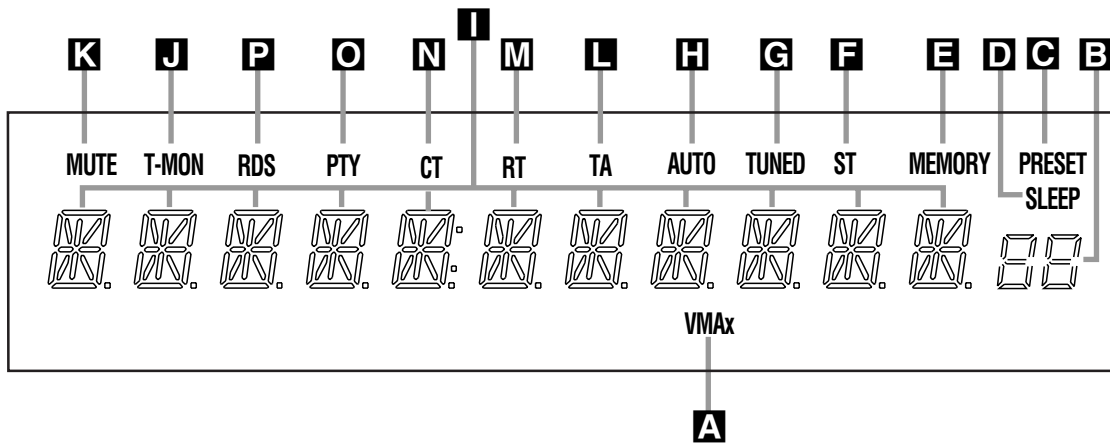 I
K J P O N M L H G F E D C B
MUTE T-MON RDS PTY CT RT TA AUTO TUNED ST MEMORY PRESET
SLEEP
VMAx
A